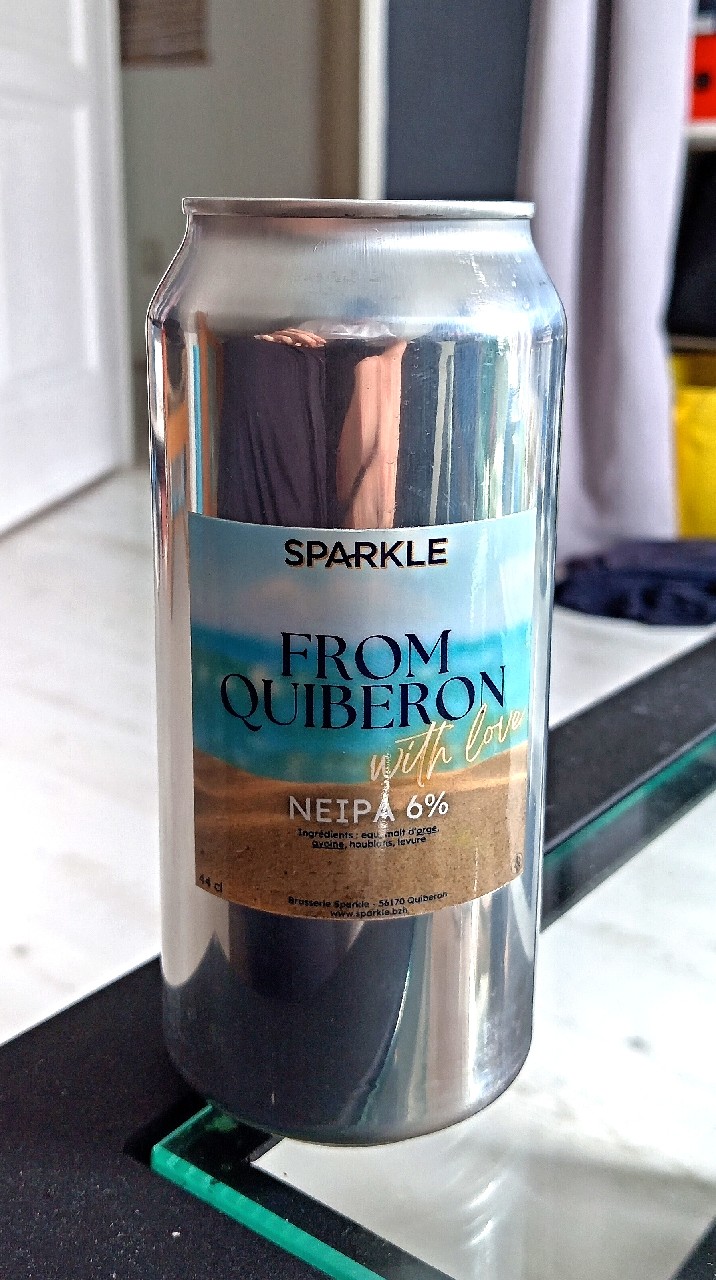 SPARKLE
FROM
QUIBERON
with love
NEIPA 6%
Ingrédients : eau, malt d'orge,
avoine, houblons, levure
44 cl
Brasserie Sparkle - 56170 Quiberon
www.sparkle.bzh